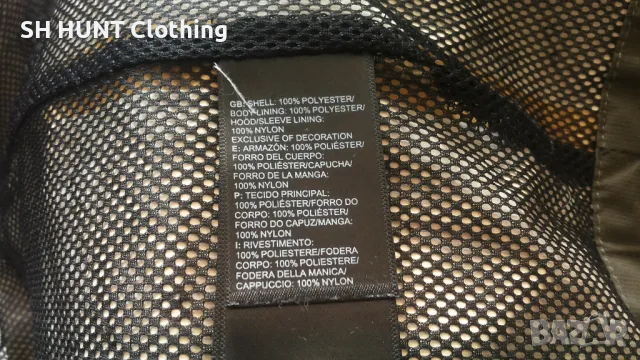 SH HUNT Clothing
GB: SHELL: 100% POLYESTER/
BODY LINING: 100% POLYESTER/
HOOD/SLEEVE LINING:
100% NYLON
EXCLUSIVE OF DECORATION
E: ARMAZÓN: 100% POLIÉSTER/
FORRO DEL CUERPO:
100% POLIÉSTER/CAPUCHA/
FORRO DE LA MANGA:
100% NYLON
P: TECIDO PRINCIPAL:
100% POLIÉSTER/FORRO DO
CORPO: 100% POLIÉSTER/
FORRO DO CAPUZ/MANGA:
100% NYLON
I: RIVESTIMENTO:
100% POLIESTERE/FODERA
CORPO: 100% POLIESTERE/
FODERA DELLA MANICA/
CAPPUCCIO: 100% NYLON
BAZAR